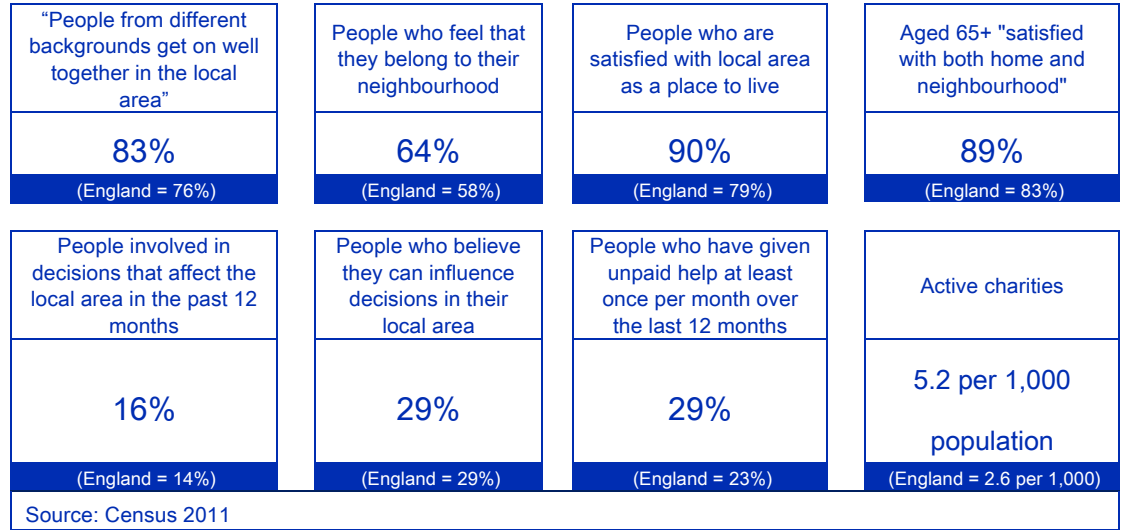 “People from different
backgrounds get on well
together in the local
area”
83%
(England = 76%)
People who feel that
they belong to their
neighbourhood
64%
(England = 58%)
People who are
satisfied with local area
as a place to live
90%
(England = 79%)
Aged 65+ "satisfied
with both home and
neighbourhood"
89%
(England = 83%)
People involved in
decisions that affect the
local area in the past 12
months
16%
(England = 14%)
People who believe
they can influence
decisions in their
local area
29%
(England = 29%)
People who have given
unpaid help at least
once per month over
the last 12 months
29%
(England = 23%)
Active charities
5.2 per 1,000
population
(England = 2.6 per 1,000)
Source: Census 2011